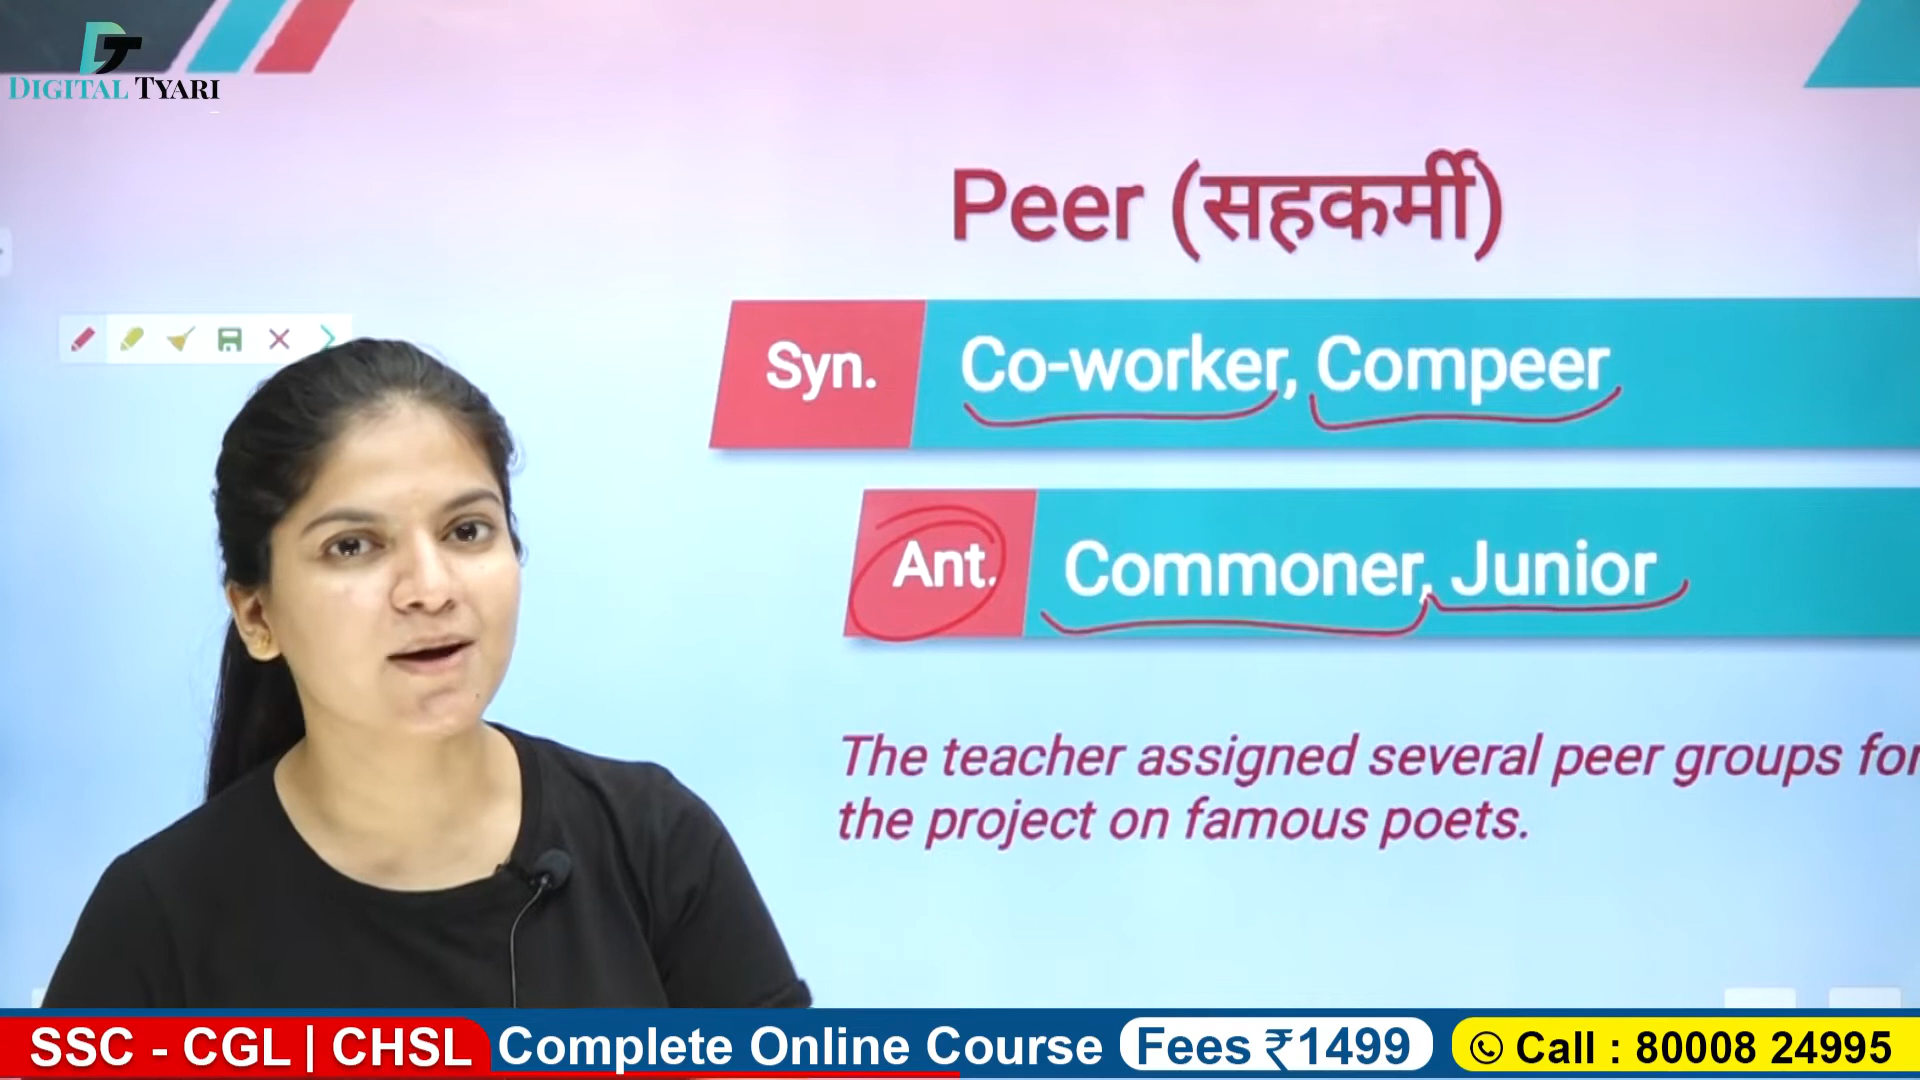 DIGITAL TYARI
Peer (सहकर्मी)
Syn. Co-worker, Compeer
Ant. Commoner, Junior
The teacher assigned several peer groups for
the project on famous poets.
SSC - CGL | CHSL Complete Online Course Fees ₹1499 Call : 80008 24995